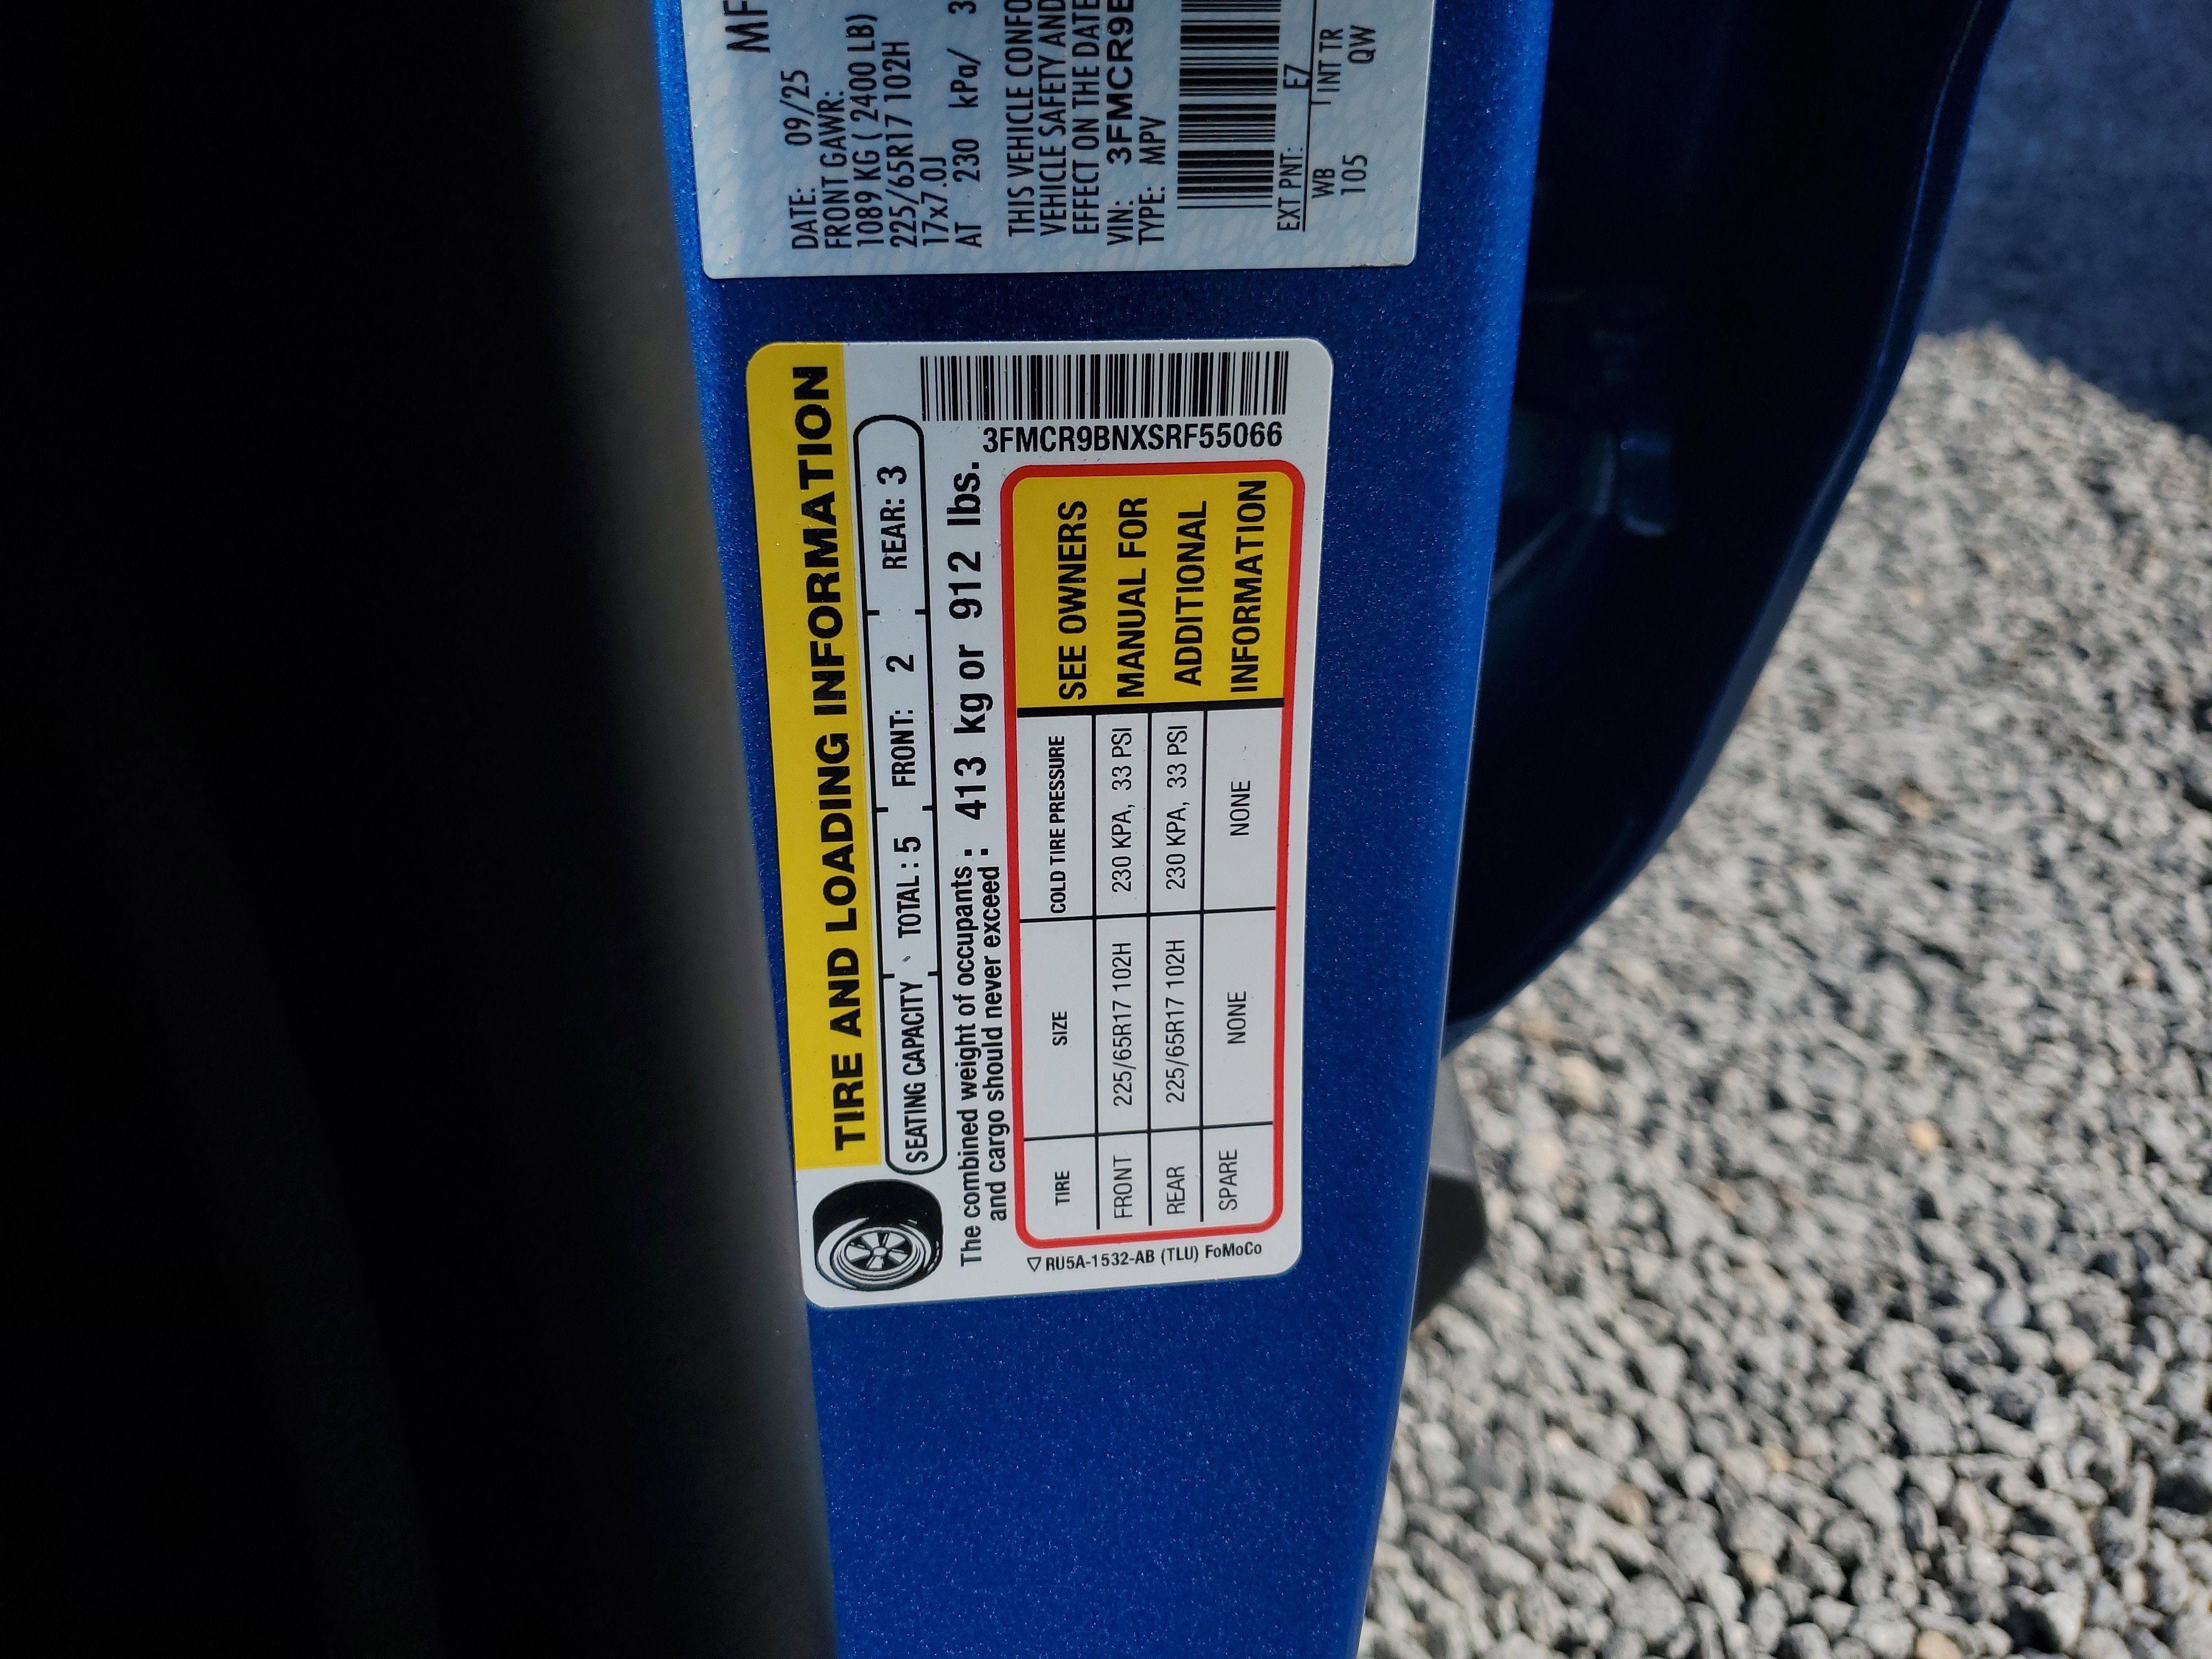 MF
DATE: 09/25
FRONT GAWR:
1089 KG ( 2400 LB)
225/65R17 102H
17x7.0J
AT 230 kPa/ 3
THIS VEHICLE CONFO
VEHICLE SAFETY AND
EFFECT ON THE DATE
VIN: 3FMCR9B
TYPE: MPV
EXT PNT: E7
WB INT TR
105 QW
TIRE AND LOADING INFORMATION
SEATING CAPACITY TOTAL : 5 FRONT: 2 REAR: 3
The combined weight of occupants
and cargo should never exceed : 413 kg or 912 lbs.
3FMCR9BNXSRF55066
TIRE SIZE COLD TIRE PRESSURE
FRONT 225/65R17 102H 230 KPA, 33 PSI
REAR 225/65R17 102H 230 KPA, 33 PSI
SPARE NONE NONE
SEE OWNERS
MANUAL FOR
ADDITIONAL
INFORMATION
RU5A-1532-AB (TLU) FoMoCo